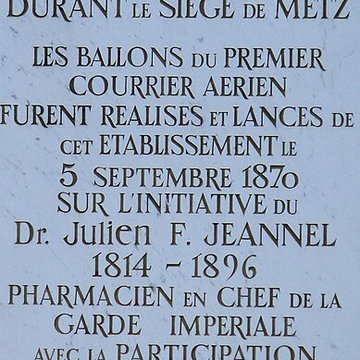 DURANT LE SIEGE DE METZ
LES BALLONS DU PREMIER
COURRIER AERIEN
FURENT REALISES ET LANCES DE
CET ETABLISSEMENT LE
5 SEPTEMBRE 1870
SUR L'INITIATIVE DU
Dr. Julien F. JEANNEL
1814 - 1896
PHARMACIEN EN CHEF DE LA
GARDE IMPERIALE
AVEC LA PARTICIPATION